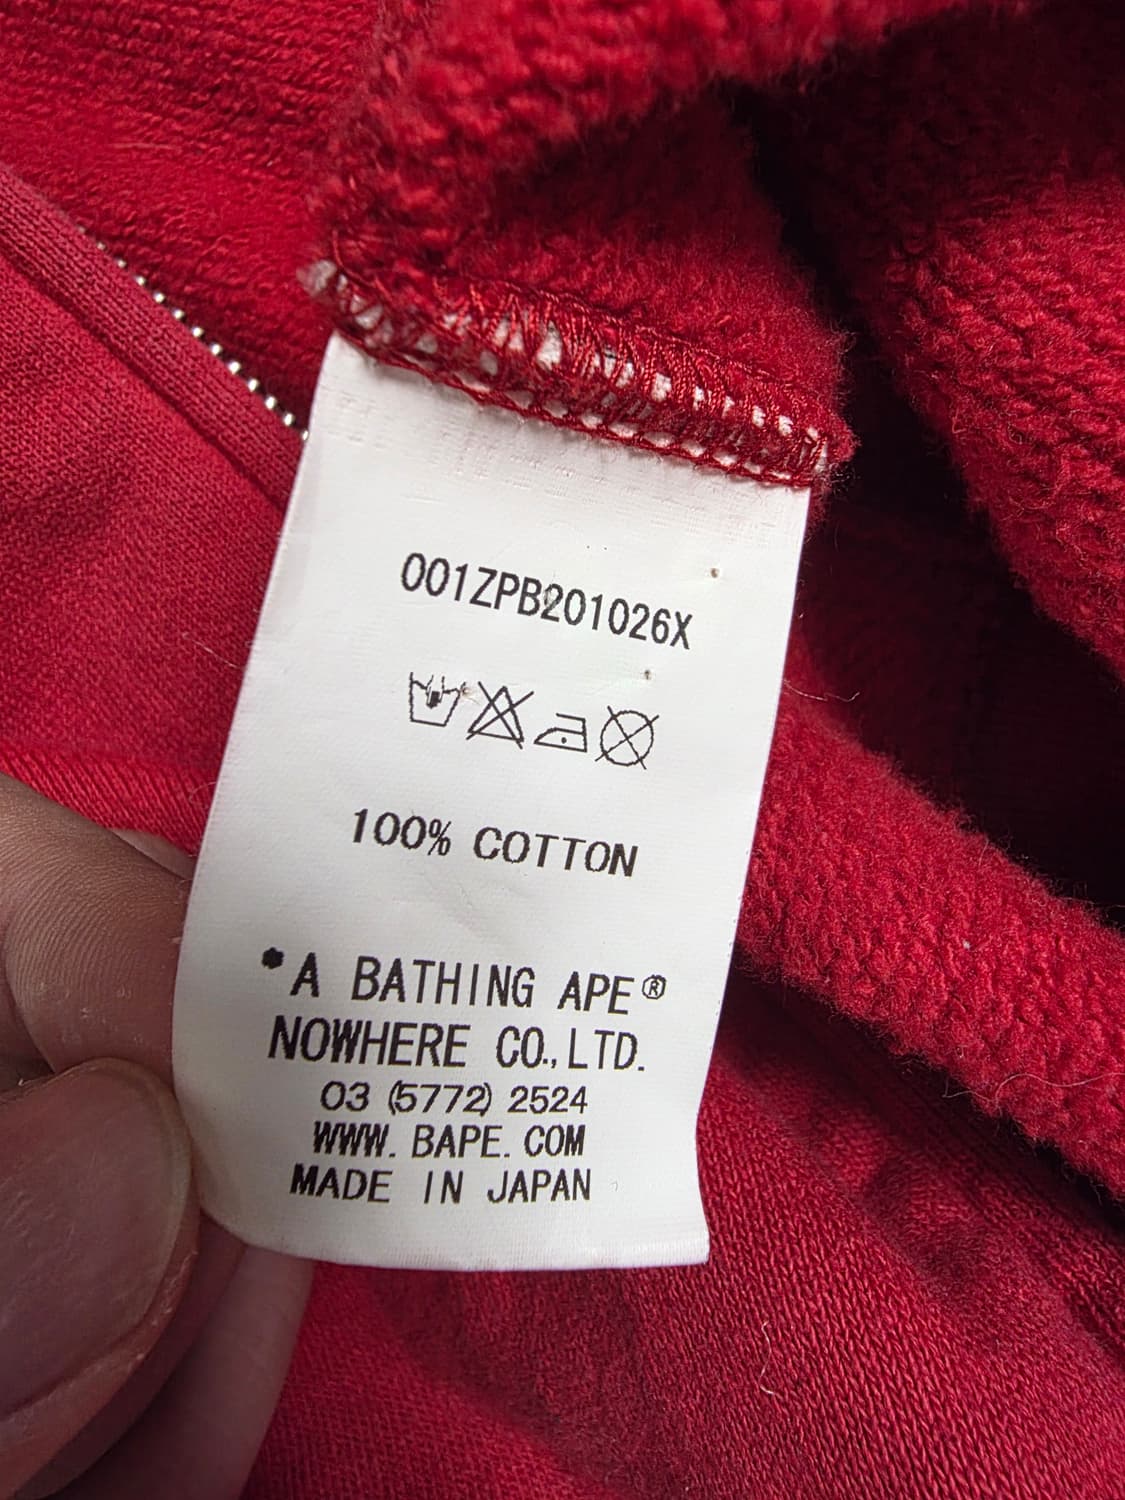 001ZPB201026X
100% COTTON
*A BATHING APE®
NOWHERE CO.,LTD.
03 (5772) 2524
WWW. BAPE. COM
MADE IN JAPAN